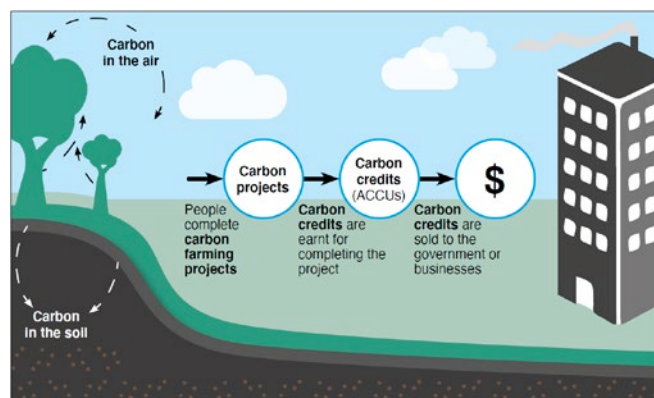 Carbon
in the air
Carbon
projects
Carbon
credits
(ACCUs)
$
People
complete
carbon
farming
projects
Carbon
credits are
earnt for
completing the
project
Carbon
credits are
sold to the
government or
businesses
Carbon
in the soil